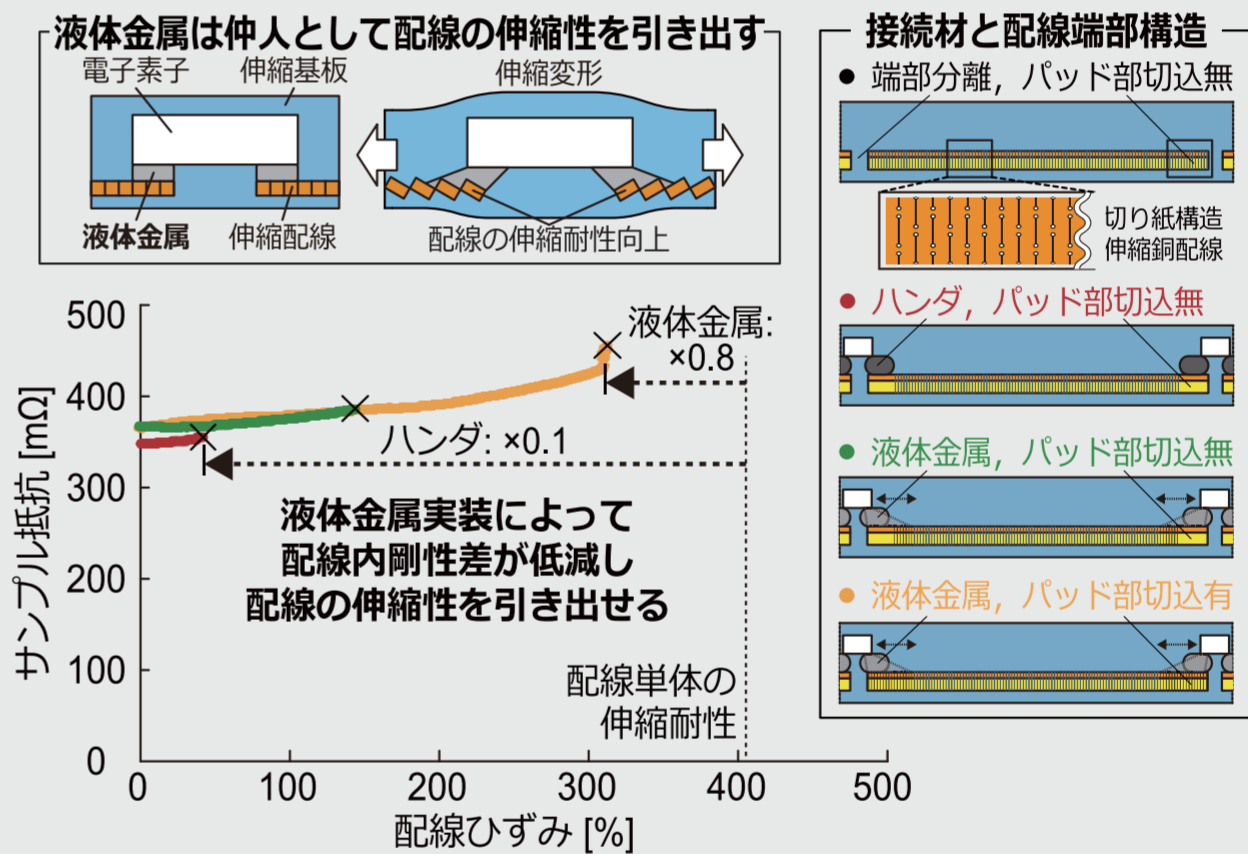 液体金属は仲人として配線の伸縮性を引き出す
電子素子
伸縮基板
伸縮変形
液体金属
伸縮配線
配線の伸縮耐性向上
接続材と配線端部構造
端部分離，パッド部切込無
切り紙構造
伸縮銅配線
ハンダ，パッド部切込無
液体金属，パッド部切込無
液体金属，パッド部切込有
サンプル抵抗 [mΩ]
500
400
300
200
100
0
液体金属:
×0.8
ハンダ: ×0.1
液体金属実装によって
配線内剛性差が低減し
配線の伸縮性を引き出せる
配線単体の
伸縮耐性
0
100
200
300
400
500
配線ひずみ [%]